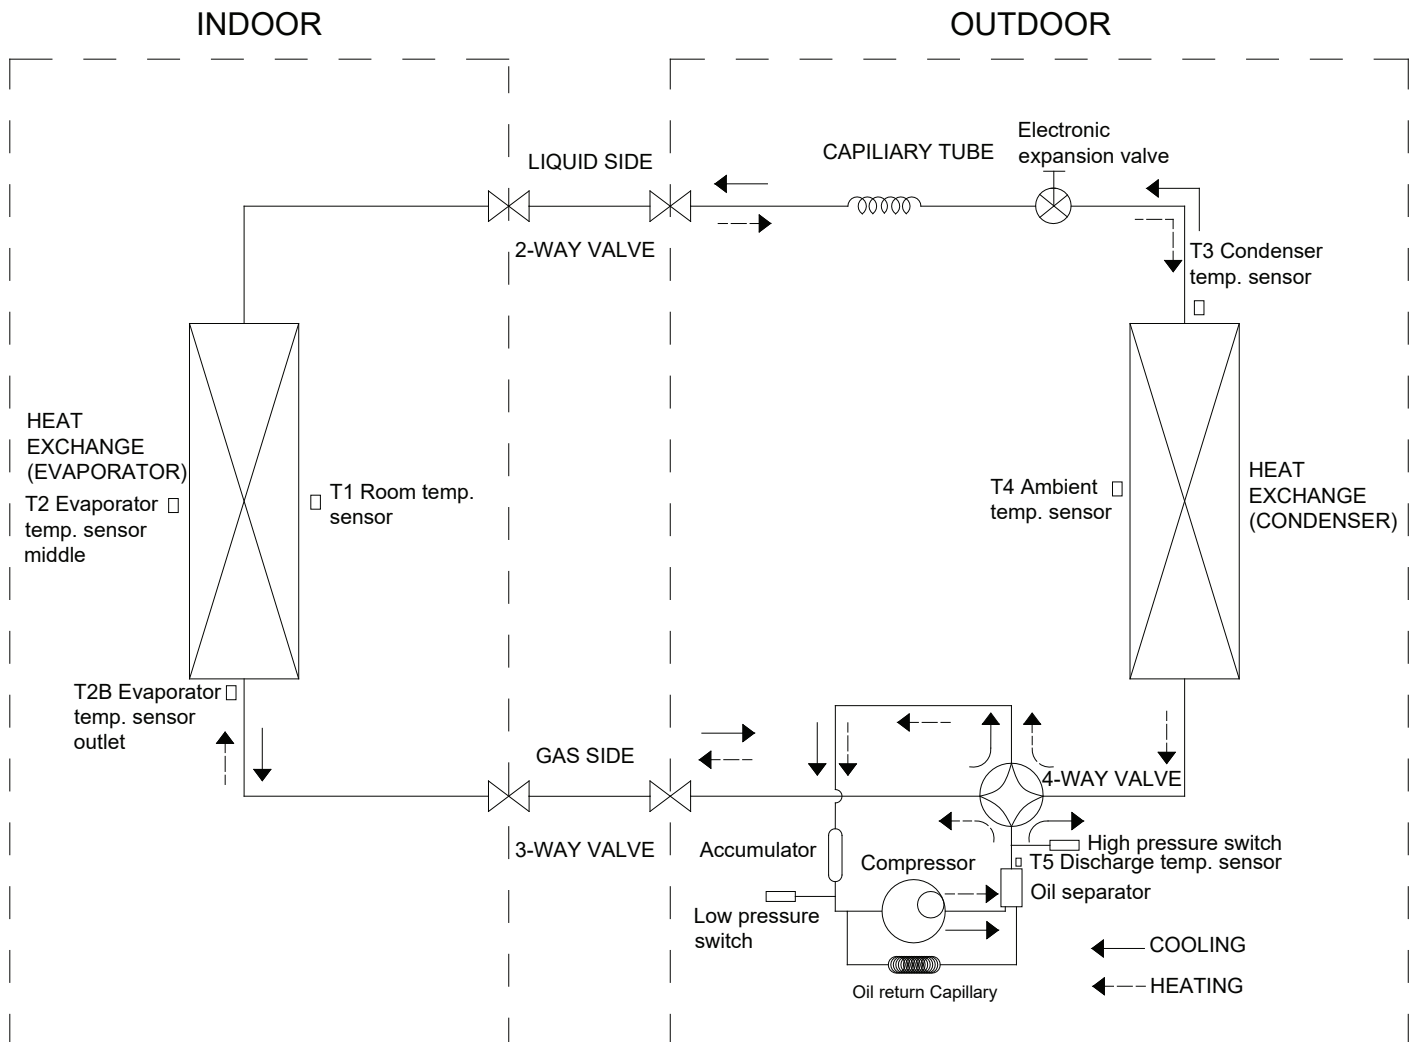 INDOOR
OUTDOOR
Electronic
expansion valve
CAPILIARY TUBE
LIQUID SIDE
2-WAY VALVE
T3 Condenser
temp. sensor
HEAT
EXCHANGE
(EVAPORATOR)
T2 Evaporator
temp. sensor
middle
T1 Room temp.
sensor
T4 Ambient
temp. sensor
HEAT
EXCHANGE
(CONDENSER)
T2B Evaporator
temp. sensor
outlet
GAS SIDE
3-WAY VALVE
4-WAY VALVE
Accumulator
Compressor
High pressure switch
T5 Discharge temp. sensor
Oil separator
Low pressure
switch
Oil return Capillary
COOLING
HEATING